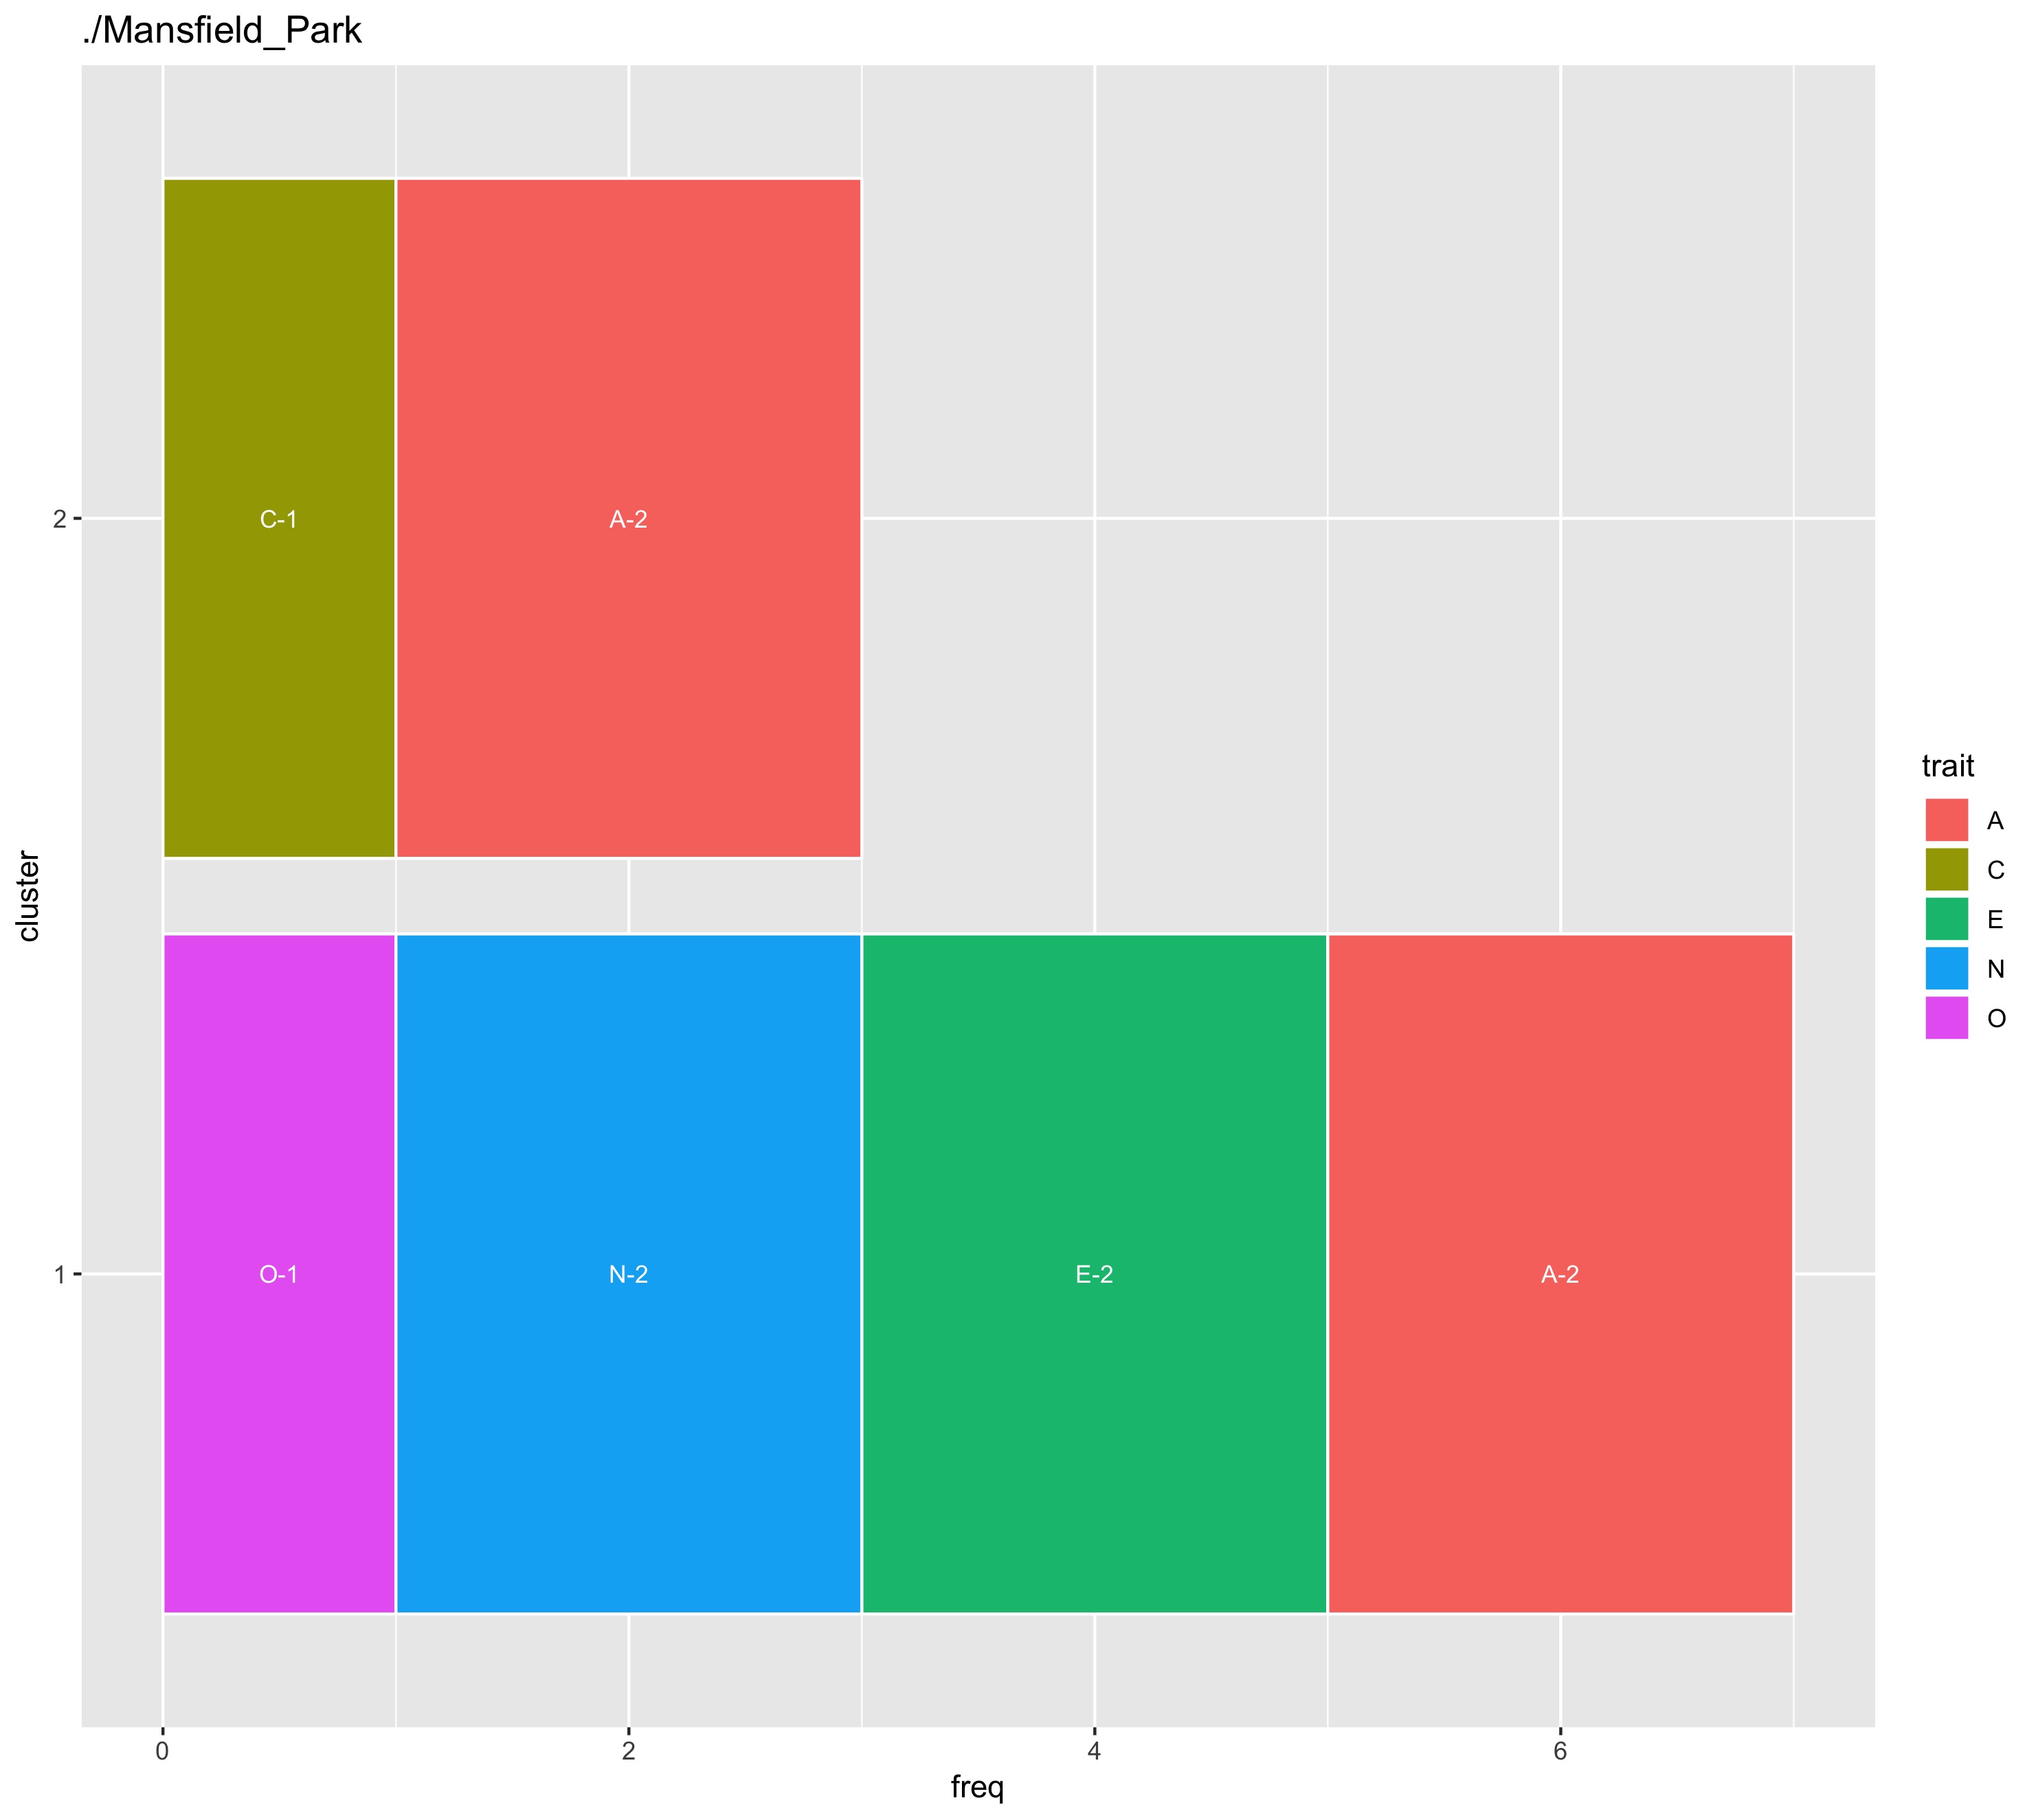 ./Mansfield_Park
cluster
2
C-1
A-2
1
O-1
N-2
E-2
A-2
0
2
4
6
freq
trait
A
C
E
N
O